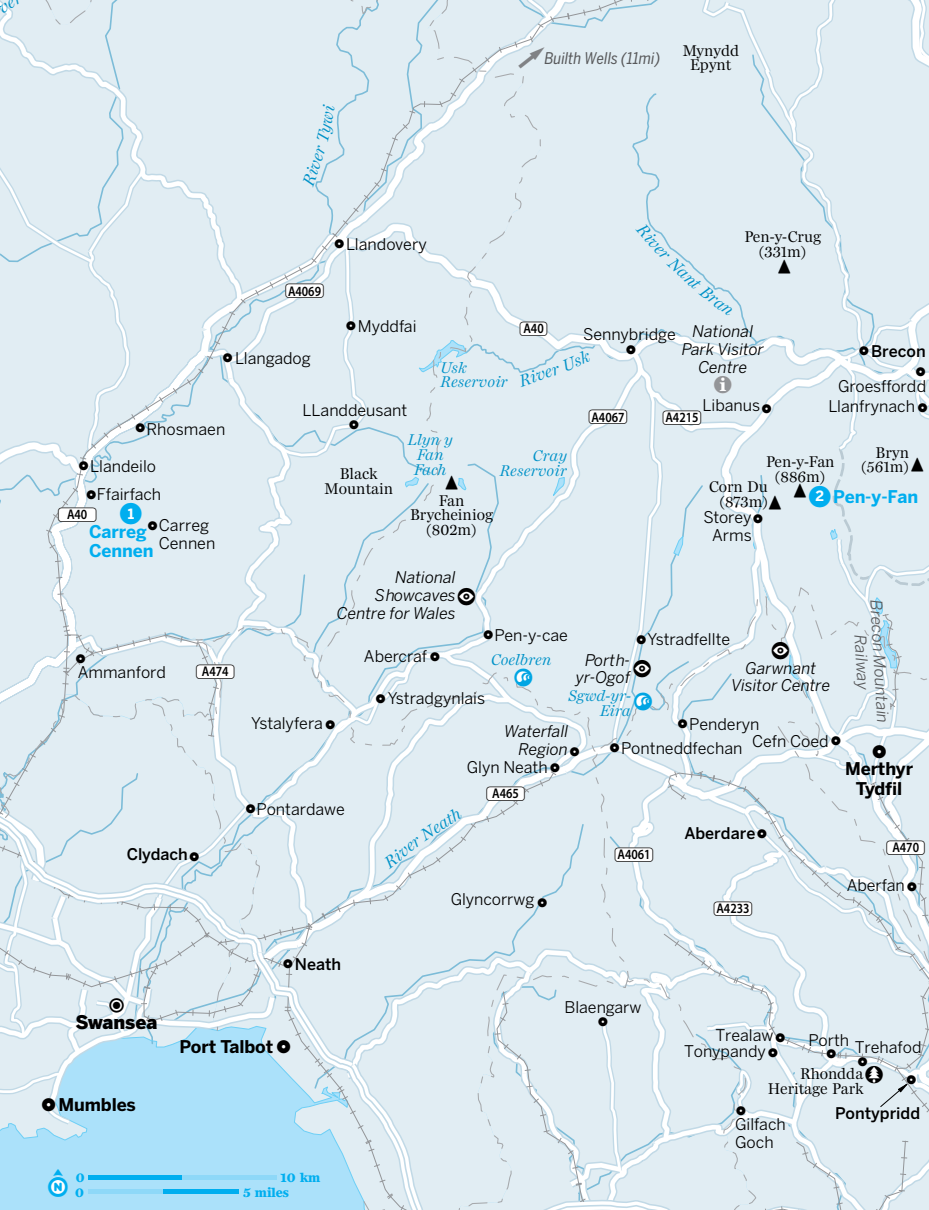 River
Builth Wells (11mi)
Mynydd
Epynt
River Tywi
Pen-y-Crug
(331m)
River Nant Bran
Llandovery
A4069
Myddfai
A40
Sennybridge
National
Park Visitor
Centre
Brecon
Llangadog
Usk
Reservoir
River Usk
Groesffordd
Libanus
Llanfrynach
LLanddeusant
A4067
A4215
Rhosmaen
Llyn y
Fan
Fach
Cray
Reservoir
Bryn
(561m)
Llandeilo
Black
Mountain
Pen-y-Fan
(886m)
Ffairfach
Fan
Brycheiniog
(802m)
Corn Du
(873m)
2 Pen-y-Fan
A40
1
Carreg
Cennen
Carreg
Cennen
Storey
Arms
National
Showcaves
Centre for Wales
Brecon Mountain
Railway
Pen-y-cae
Ystradfellte
Abercraf
Coelbren
Porth-
yr-Ogof
Garwnant
Visitor Centre
Ammanford
A474
Sgwd-yr-
Eira
Ystradgynlais
Ystalyfera
Penderyn
Waterfall
Region
Pontneddfechan
Cefn Coed
Glyn Neath
Merthyr
Tydfil
A465
Pontardawe
River Neath
Aberdare
Clydach
A4061
A470
Aberfan
Glyncorrwg
A4233
Neath
Swansea
Blaengarw
Port Talbot
Trealaw
Porth
Trehafod
Tonypandy
Rhondda
Heritage Park
Mumbles
Pontypridd
Gilfach
Goch
N
0 10 km
0 5 miles